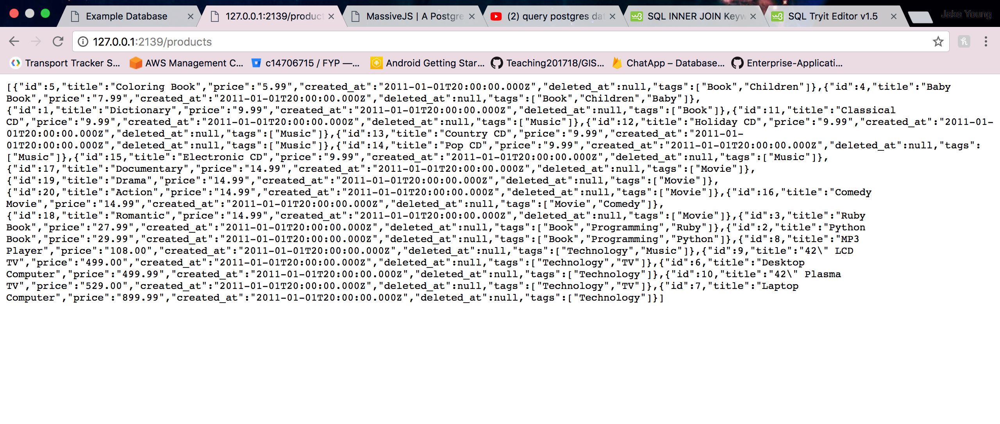 Example Database
127.0.0.1:2139/product
MassiveJS | A Postgre
(2) query postgres dat
SQL INNER JOIN Keyw
SQL Tryit Editor v1.5
Jake Young
127.0.0.1:2139/products
Transport Tracker S...
AWS Management C...
c14706715 / FYP —...
Android Getting Star...
Teaching201718/GIS...
ChatApp – Database...
Enterprise-Applicati...
[{"id":5,"title":"Coloring Book","price":"5.99","created_at":"2011-01-01T20:00:00.000Z","deleted_at":null,"tags":["Book","Children"]},{"id":4,"title":"Baby
Book","price":"7.99","created_at":"2011-01-01T20:00:00.000Z","deleted_at":null,"tags":["Book","Children","Baby"]},
{"id":1,"title":"Dictionary","price":"9.99","created_at":"2011-01-01T20:00:00.000Z","deleted_at":null,"tags":["Book"]},{"id":11,"title":"Classical
CD","price":"9.99","created_at":"2011-01-01T20:00:00.000Z","deleted_at":null,"tags":["Music"]},{"id":12,"title":"Holiday CD","price":"9.99","created_at":"2011-01-
01T20:00:00.000Z","deleted_at":null,"tags":["Music"]},{"id":13,"title":"Country CD","price":"9.99","created_at":"2011-01-
01T20:00:00.000Z","deleted_at":null,"tags":["Music"]},{"id":14,"title":"Pop CD","price":"9.99","created_at":"2011-01-01T20:00:00.000Z","deleted_at":null,"tags":
["Music"]},{"id":15,"title":"Electronic CD","price":"9.99","created_at":"2011-01-01T20:00:00.000Z","deleted_at":null,"tags":["Music"]},
{"id":17,"title":"Documentary","price":"14.99","created_at":"2011-01-01T20:00:00.000Z","deleted_at":null,"tags":["Movie"]},
{"id":19,"title":"Drama","price":"14.99","created_at":"2011-01-01T20:00:00.000Z","deleted_at":null,"tags":["Movie"]},
{"id":20,"title":"Action","price":"14.99","created_at":"2011-01-01T20:00:00.000Z","deleted_at":null,"tags":["Movie"]},{"id":16,"title":"Comedy
Movie","price":"14.99","created_at":"2011-01-01T20:00:00.000Z","deleted_at":null,"tags":["Movie","Comedy"]},
{"id":18,"title":"Romantic","price":"14.99","created_at":"2011-01-01T20:00:00.000Z","deleted_at":null,"tags":["Movie"]},{"id":3,"title":"Ruby
Book","price":"27.99","created_at":"2011-01-01T20:00:00.000Z","deleted_at":null,"tags":["Book","Programming","Ruby"]},{"id":2,"title":"Python
Book","price":"29.99","created_at":"2011-01-01T20:00:00.000Z","deleted_at":null,"tags":["Book","Programming","Python"]},{"id":8,"title":"MP3
Player","price":"108.00","created_at":"2011-01-01T20:00:00.000Z","deleted_at":null,"tags":["Technology","Music"]},{"id":9,"title":"42\" LCD
TV","price":"499.00","created_at":"2011-01-01T20:00:00.000Z","deleted_at":null,"tags":["Technology","TV"]},{"id":6,"title":"Desktop
Computer","price":"499.99","created_at":"2011-01-01T20:00:00.000Z","deleted_at":null,"tags":["Technology"]},{"id":10,"title":"42\" Plasma
TV","price":"529.00","created_at":"2011-01-01T20:00:00.000Z","deleted_at":null,"tags":["Technology","TV"]},{"id":7,"title":"Laptop
Computer","price":"899.99","created_at":"2011-01-01T20:00:00.000Z","deleted_at":null,"tags":["Technology"]}]